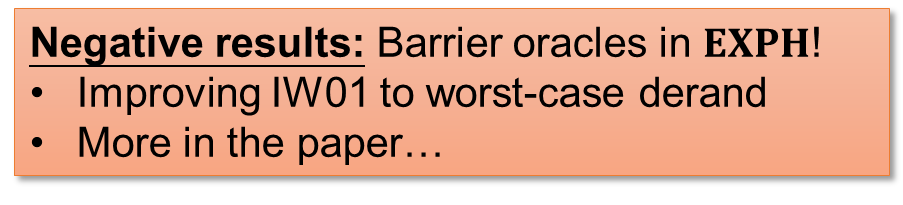 Negative results: Barrier oracles in EXPH!
• Improving IW01 to worst-case derand
• More in the paper…